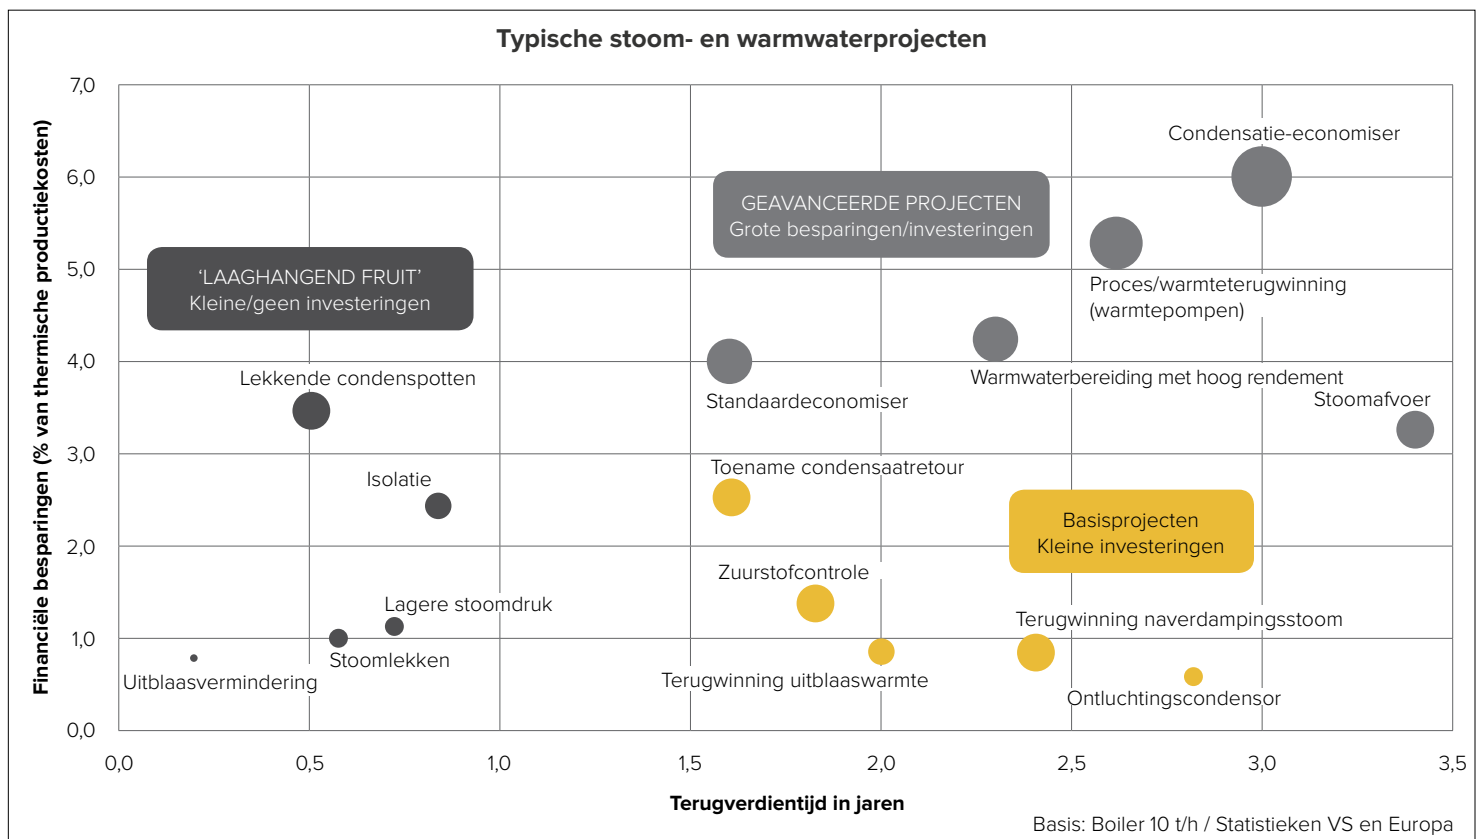 Typische stoom- en warmwaterprojecten
Financiële besparingen (% van thermische productiekosten)
7,0
6,0
5,0
4,0
3,0
2,0
1,0
0,0
Condensatie-economiser
GEAVANCEERDE PROJECTEN
Grote besparingen/investeringen
'LAAGHANGEND FRUIT'
Kleine/geen investeringen
Proces/warmteterugwinning
(warmtepompen)
Lekkende condenspotten
Warmwaterbereiding met hoog rendement
Standaardeconomiser
Stoomafvoer
Isolatie
Toename condensaatretour
Basisprojecten
Kleine investeringen
Zuurstofcontrole
Lagere stoomdruk
Terugwinning naverdampingsstoom
Stoomlekken
Uitblaasvermindering
Terugwinning uitblaaswarmte
Ontluchtingscondensor
0,0 0,5 1,0 1,5 2,0 2,5 3,0 3,5
Terugverdientijd in jaren
Basis: Boiler 10 t/h / Statistieken VS en Europa